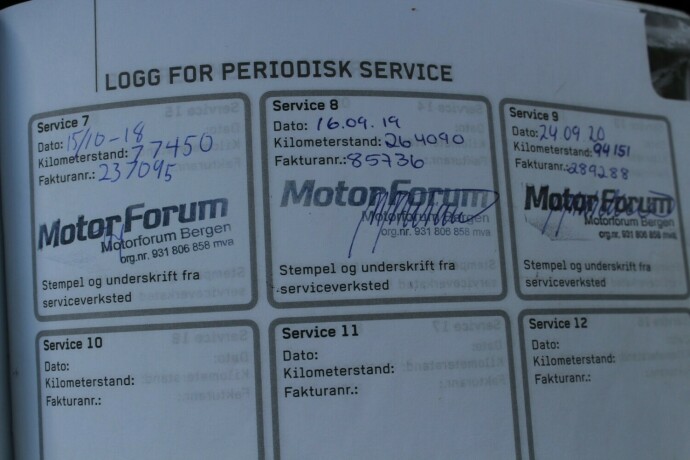 LOGG FOR PERIODISK SERVICE
Service 7
Dato: 15/10-18
Kilometerstand: 77450
Fakturanr.: 237095
MotorForum
Motorforum Bergen
org.nr. 931 806 858 mva
Stempel og underskrift fra
serviceverksted
Service 8
Dato: 16.09.19
Kilometerstand: 264090
Fakturanr.: 85736
MotorForum
Motorforum Bergen
org.nr. 931 806 858 mva
Stempel og underskrift fra
serviceverksted
Service 9
Dato: 24.09.20
Kilometerstand: 94151
Fakturanr.: 289288
MotorForum
Motorforum Bergen
org.nr. 931 806 858 mva
Stempel og underskrift fra
serviceverksted
Service 10
Dato:
Kilometerstand:
Fakturanr.:
Service 11
Dato:
Kilometerstand:
Fakturanr.:
Service 12
Dato:
Kilometerstand:
Fakturanr.: